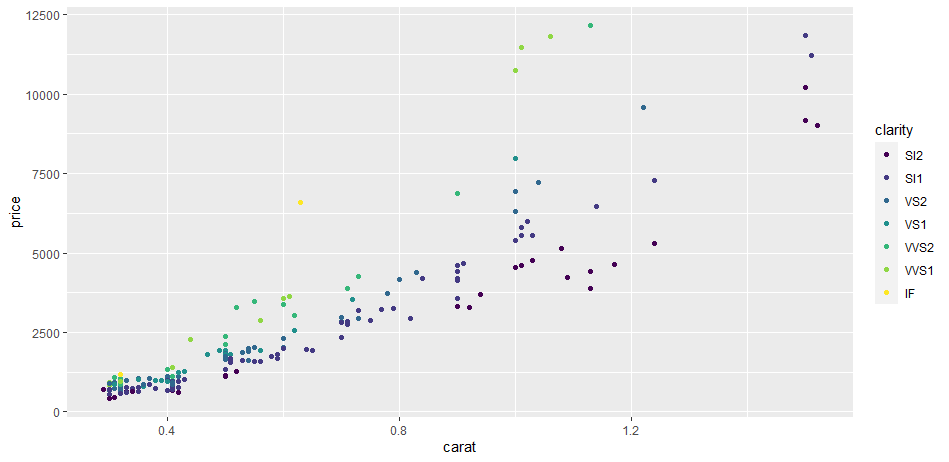 12500
10000
7500
5000
2500
0
price
0.4
0.8
1.2
carat
clarity
SI2
SI1
VS2
VS1
VVS2
VVS1
IF